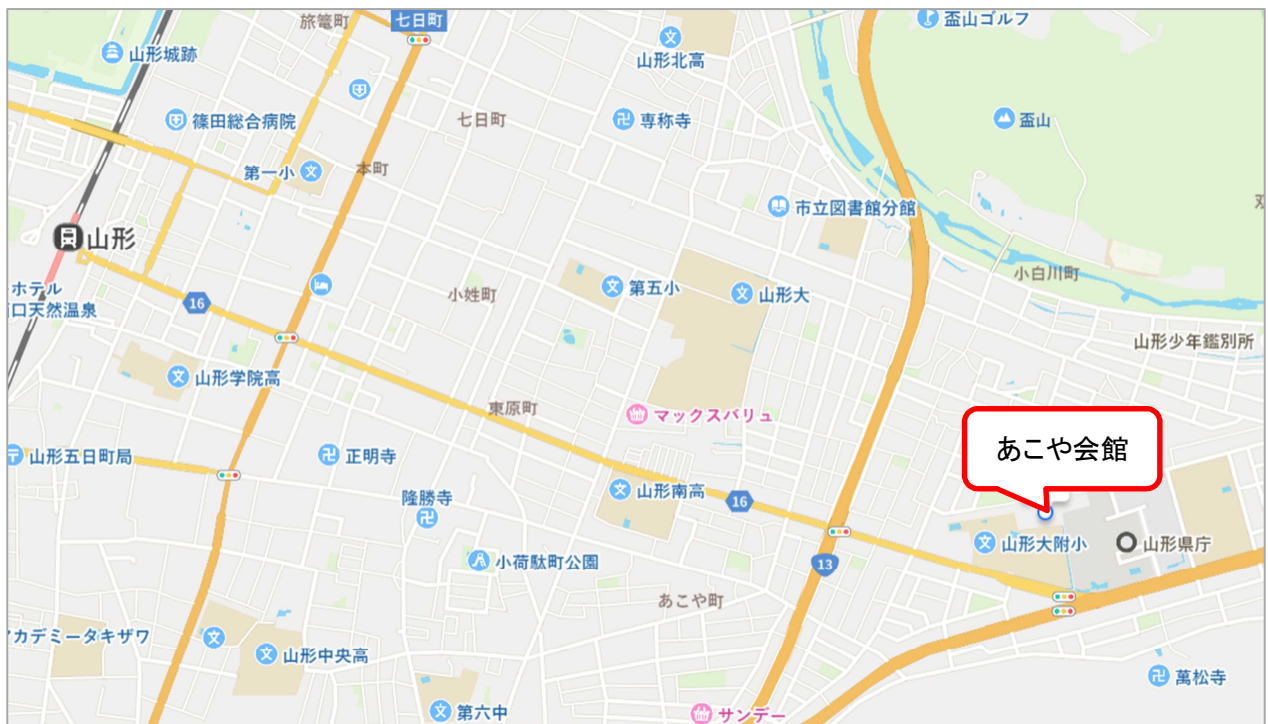 旅篭町
七日町
盃山ゴルフ
山形城跡
山形北高
篠田総合病院
七日町
専称寺
盃山
第一小
本町
双
市立図書館分館
山形
小白川町
ホテル
口天然温泉
16
小姓町
第五小
山形大
山形少年鑑別所
山形学院高
東原町
マックスバリュ
あこや会館
山形五日町局
正明寺
隆勝寺
山形南高
16
山形大附小
山形県庁
小荷駄町公園
13
あこや町
カデミータキザワ
山形中央高
萬松寺
第六中
サンデー